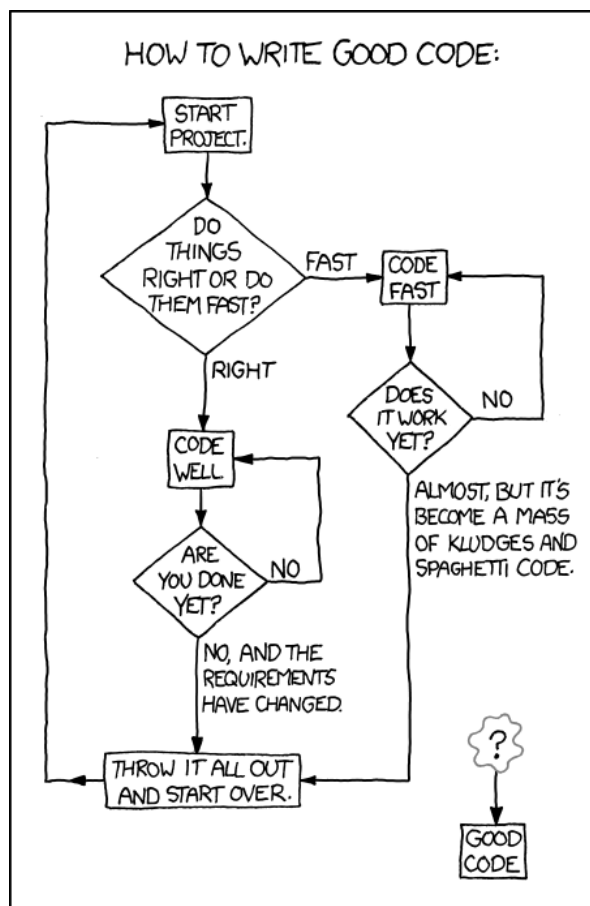 HOW TO WRITE GOOD CODE:
START
PROJECT.
DO
THINGS
RIGHT OR DO
THEM FAST?
FAST
CODE
FAST
RIGHT
DOES
IT WORK
YET?
NO
CODE
WELL
ALMOST, BUT IT'S
BECOME A MASS
OF KLUDGES AND
SPAGHETTI CODE.
ARE
YOU DONE
YET?
NO
NO, AND THE
REQUIREMENTS
HAVE CHANGED.
THROW IT ALL OUT
AND START OVER.
?
GOOD
CODE